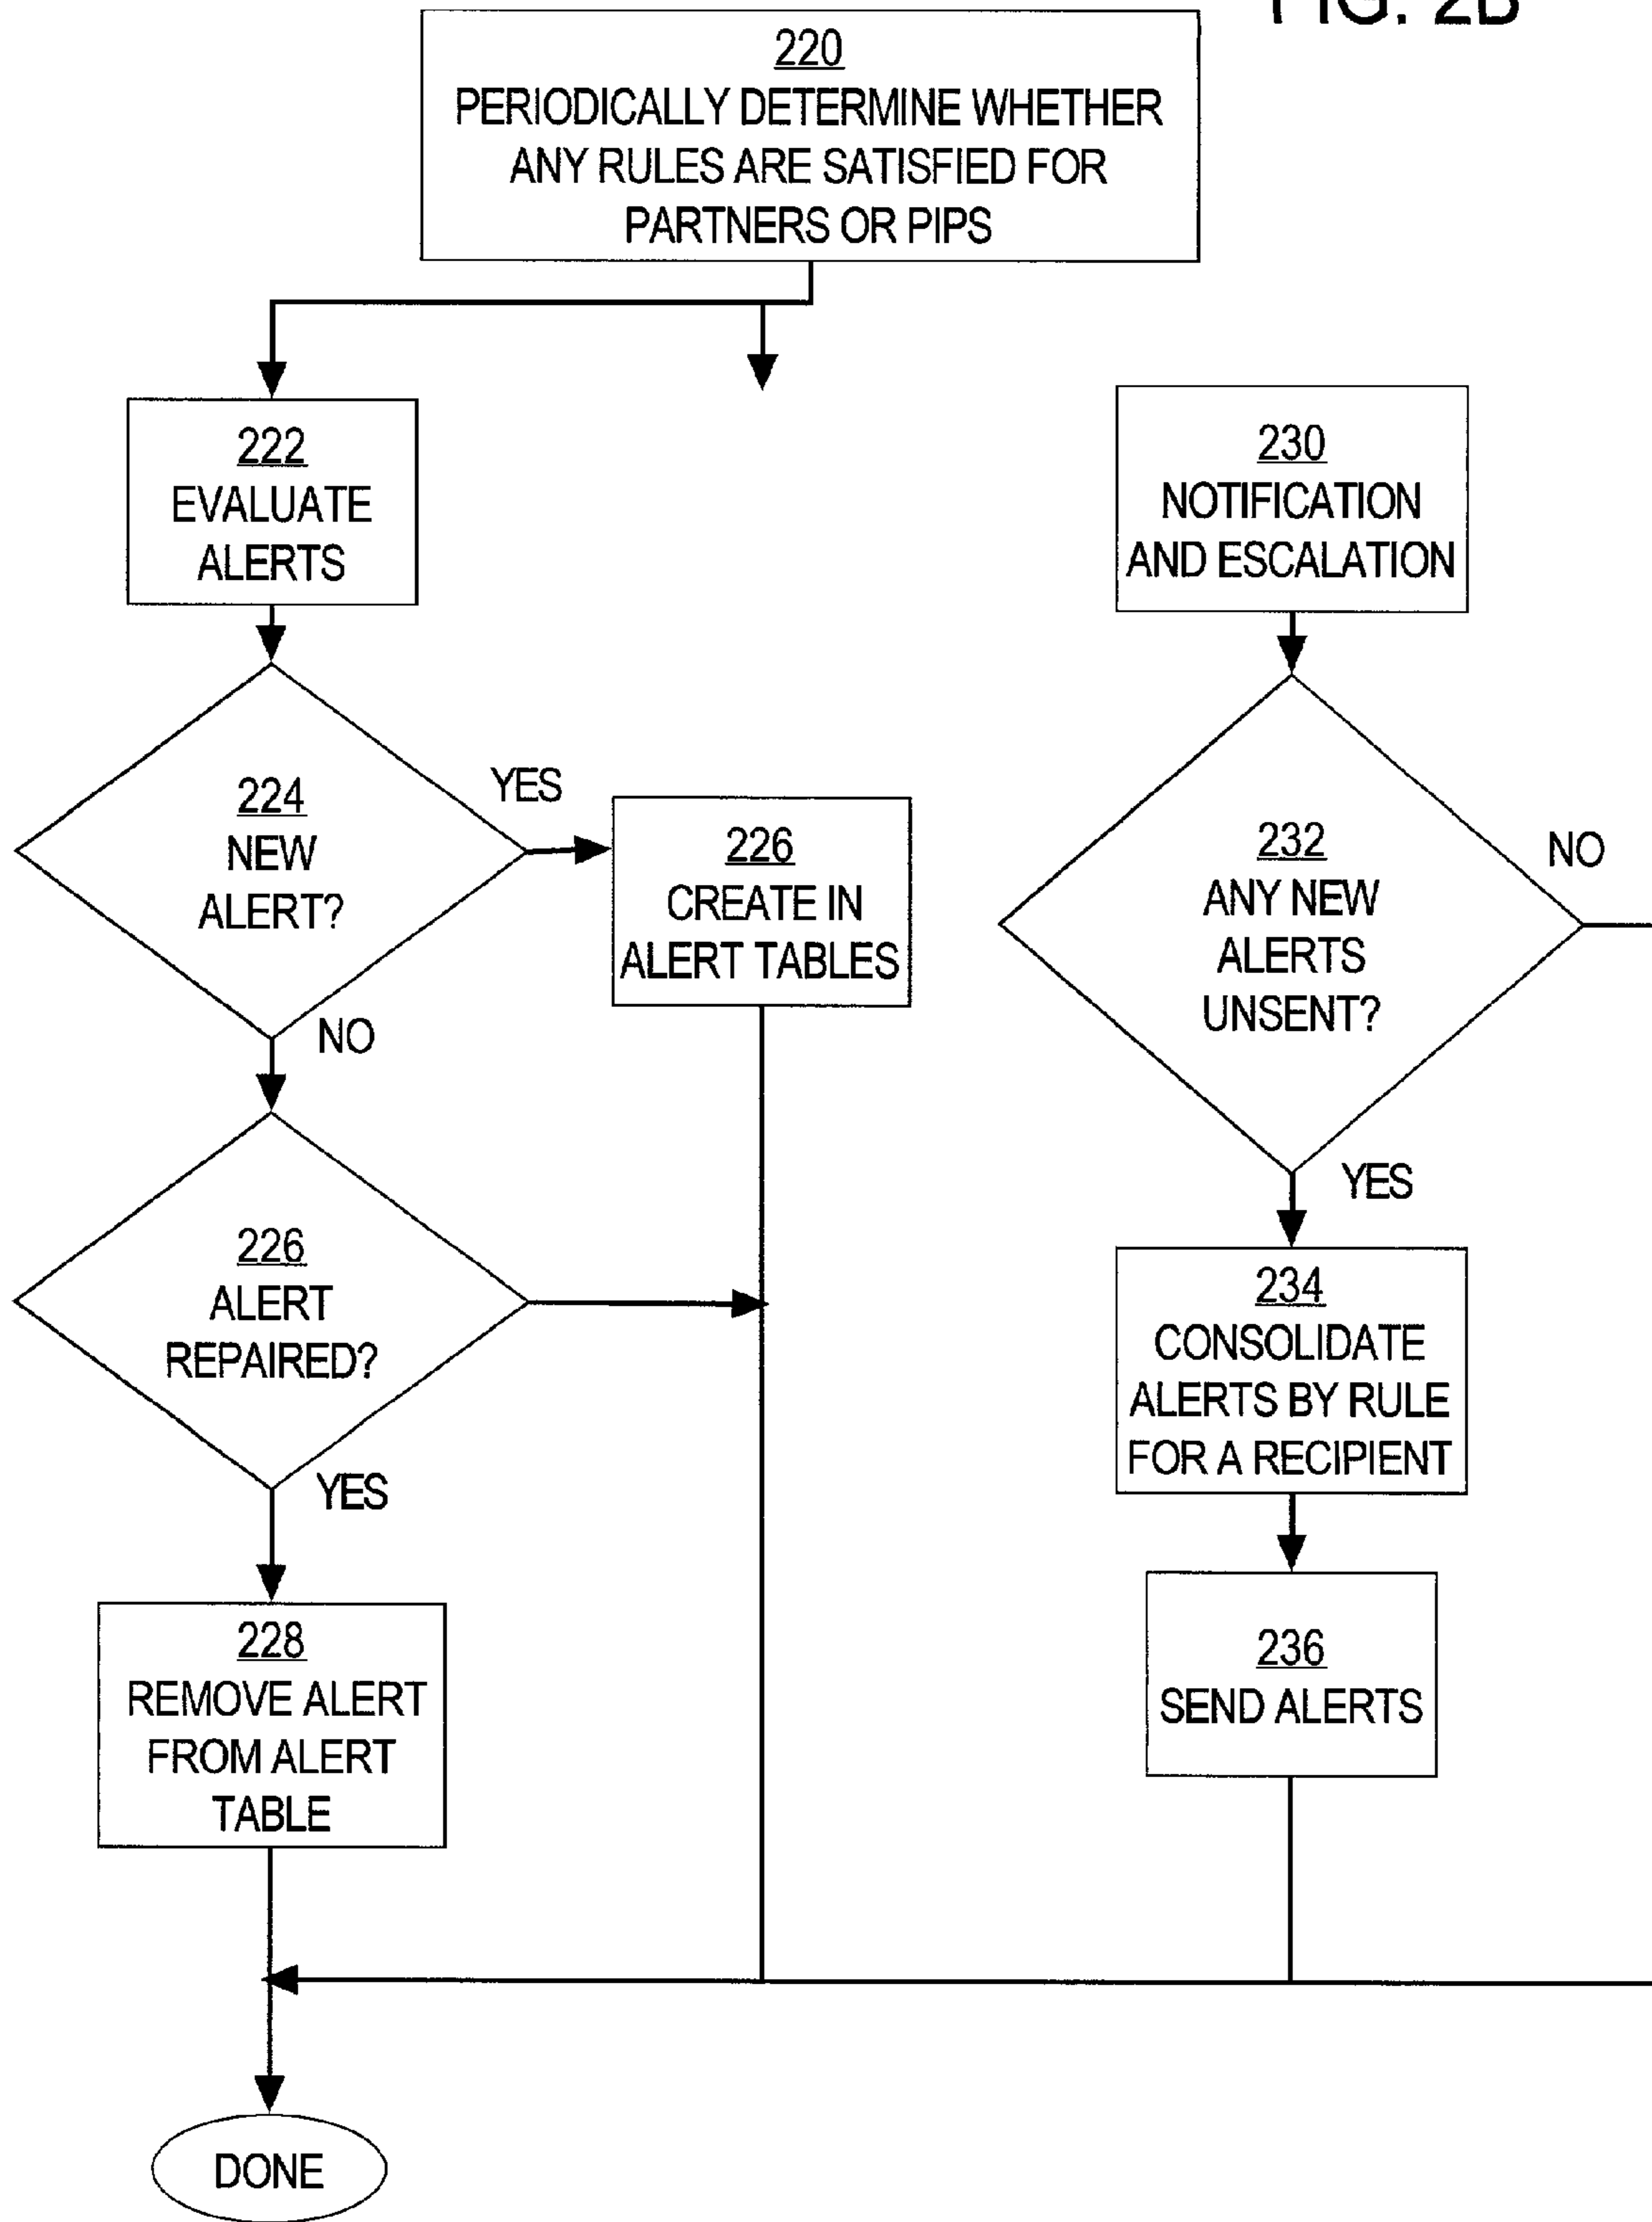 FIG. 2B
220
PERIODICALLY DETERMINE WHETHER
ANY RULES ARE SATISFIED FOR
PARTNERS OR PIPS
222
EVALUATE
ALERTS
230
NOTIFICATION
AND ESCALATION
224
NEW
ALERT?
YES
NO
226
CREATE IN
ALERT TABLES
232
ANY NEW
ALERTS
UNSENT?
NO
YES
226
ALERT
REPAIRED?
YES
234
CONSOLIDATE
ALERTS BY RULE
FOR A RECIPIENT
228
REMOVE ALERT
FROM ALERT
TABLE
236
SEND ALERTS
DONE